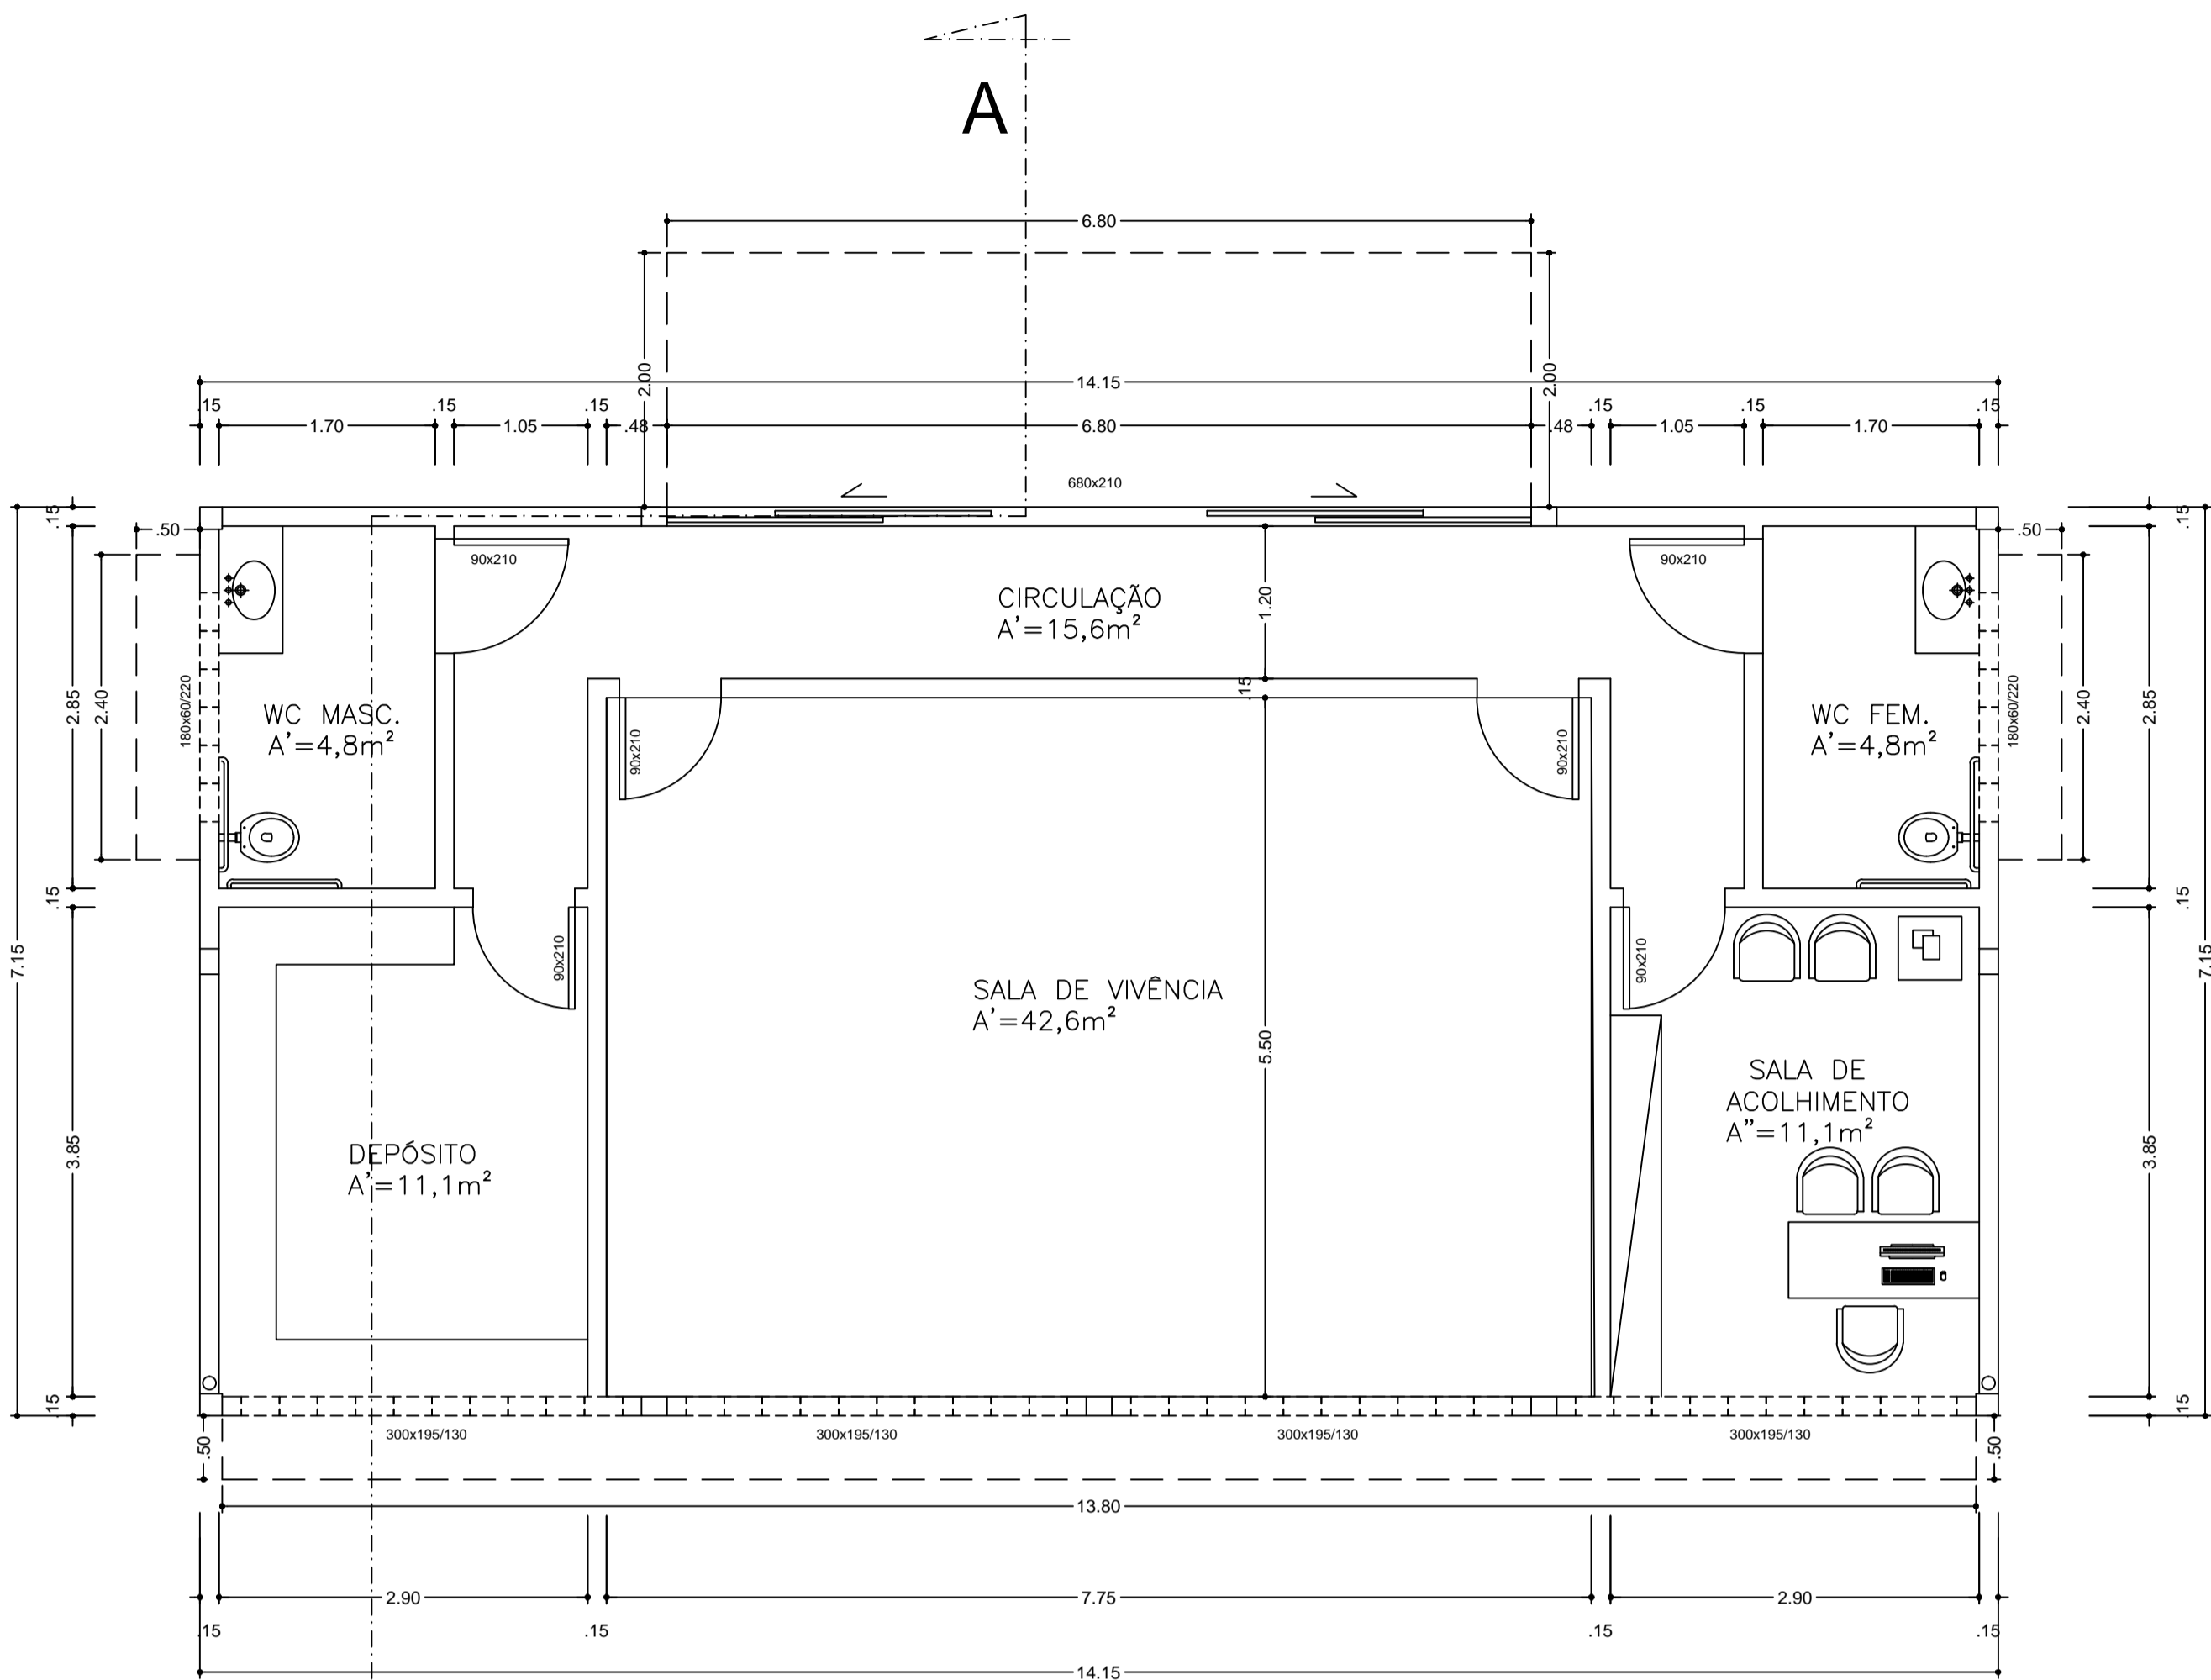 A
6.80
2.00
2.00
14.15
.15
.15
.15
.15
.15
.15
1.70
1.05
.48
6.80
.48
1.05
1.70
680x210
.15
.15
.50
.50
90x210
90x210
CIRCULAÇÃO
A'=15,6m²
1.20
2.85
2.40
180x60/220
WC MASC.
A'=4,8m²
.15
WC FEM.
A'=4,8m²
180x60/220
2.40
2.85
90x210
90x210
.15
.15
7.15
90x210
90x210
7.15
SALA DE VIVÊNCIA
A'=42,6m²
5.50
SALA DE
ACOLHIMENTO
A"=11,1m²
3.85
DEPÓSITO
A'=11,1m²
3.85
.15
.15
300x195/130
300x195/130
300x195/130
300x195/130
.50
.50
13.80
2.90
7.75
2.90
.15
.15
.15
.15
14.15